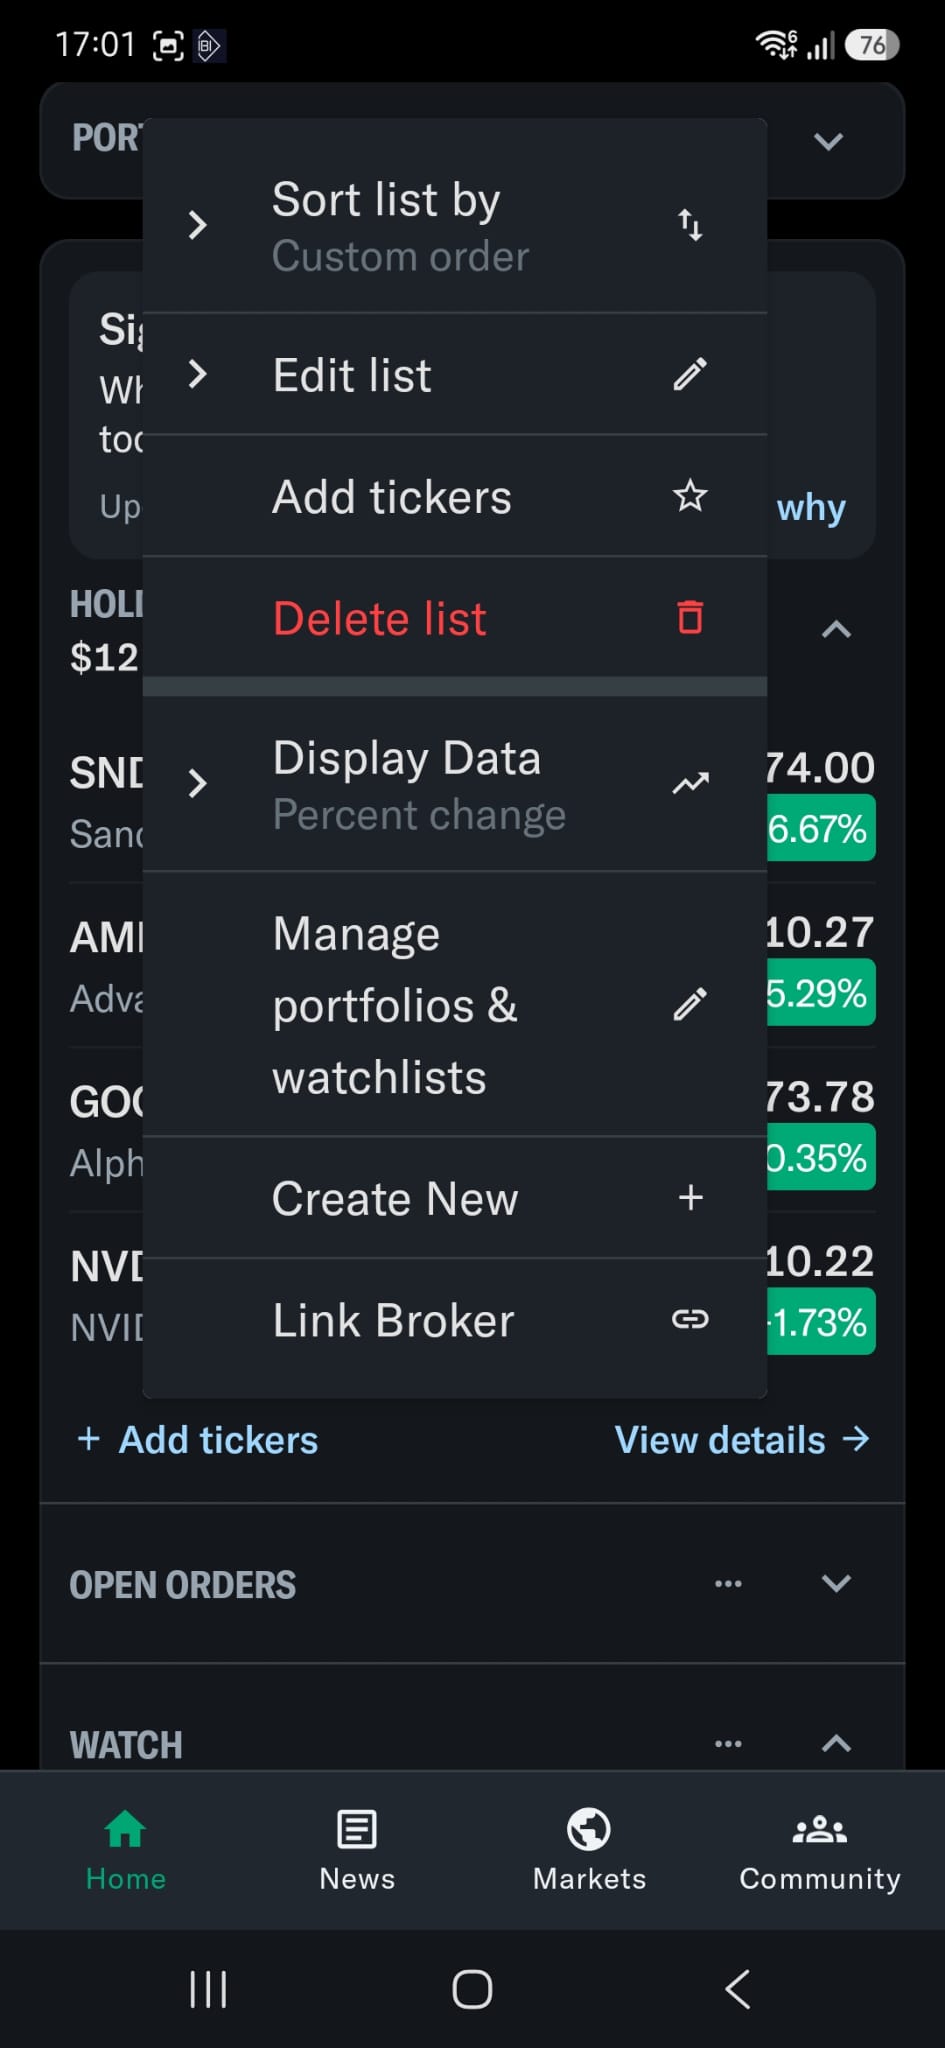 17:01
76
Sort list by
Custom order
Edit list
Add tickers
why
Delete list
$12
Display Data
Percent change
74.00
6.67%
Manage
portfolios &
watchlists
10.27
5.29%
73.78
0.35%
Create New
Link Broker
10.22
1.73%
+ Add tickers
View details →
OPEN ORDERS
WATCH
Home
News
Markets
Community